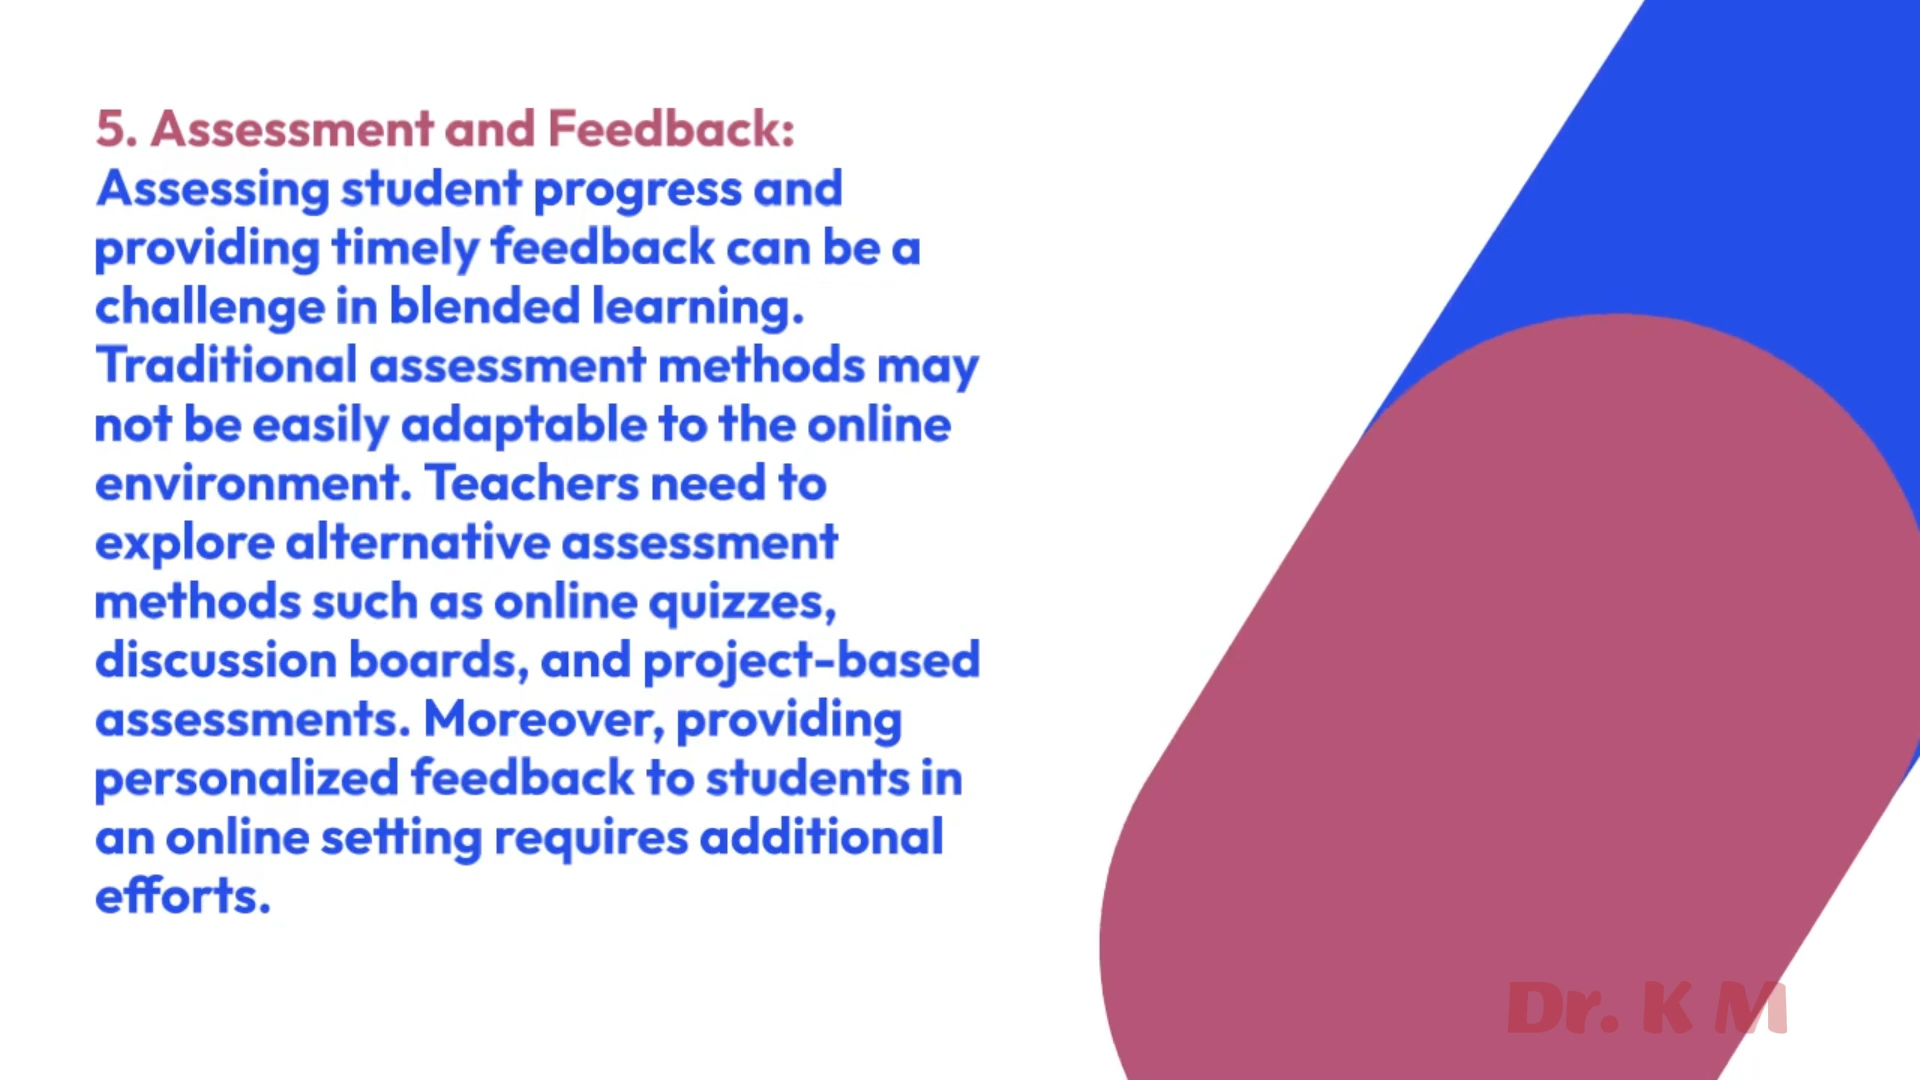 5. Assessment and Feedback:
Assessing student progress and
providing timely feedback can be a
challenge in blended learning.
Traditional assessment methods may
not be easily adaptable to the online
environment. Teachers need to
explore alternative assessment
methods such as online quizzes,
discussion boards, and project-based
assessments. Moreover, providing
personalized feedback to students in
an online setting requires additional
efforts.
Dr. K M